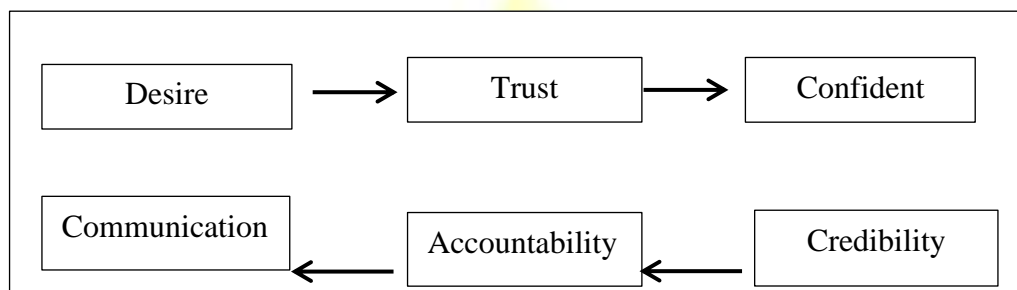 Desire
Trust
Confident
Communication
Accountability
Credibility